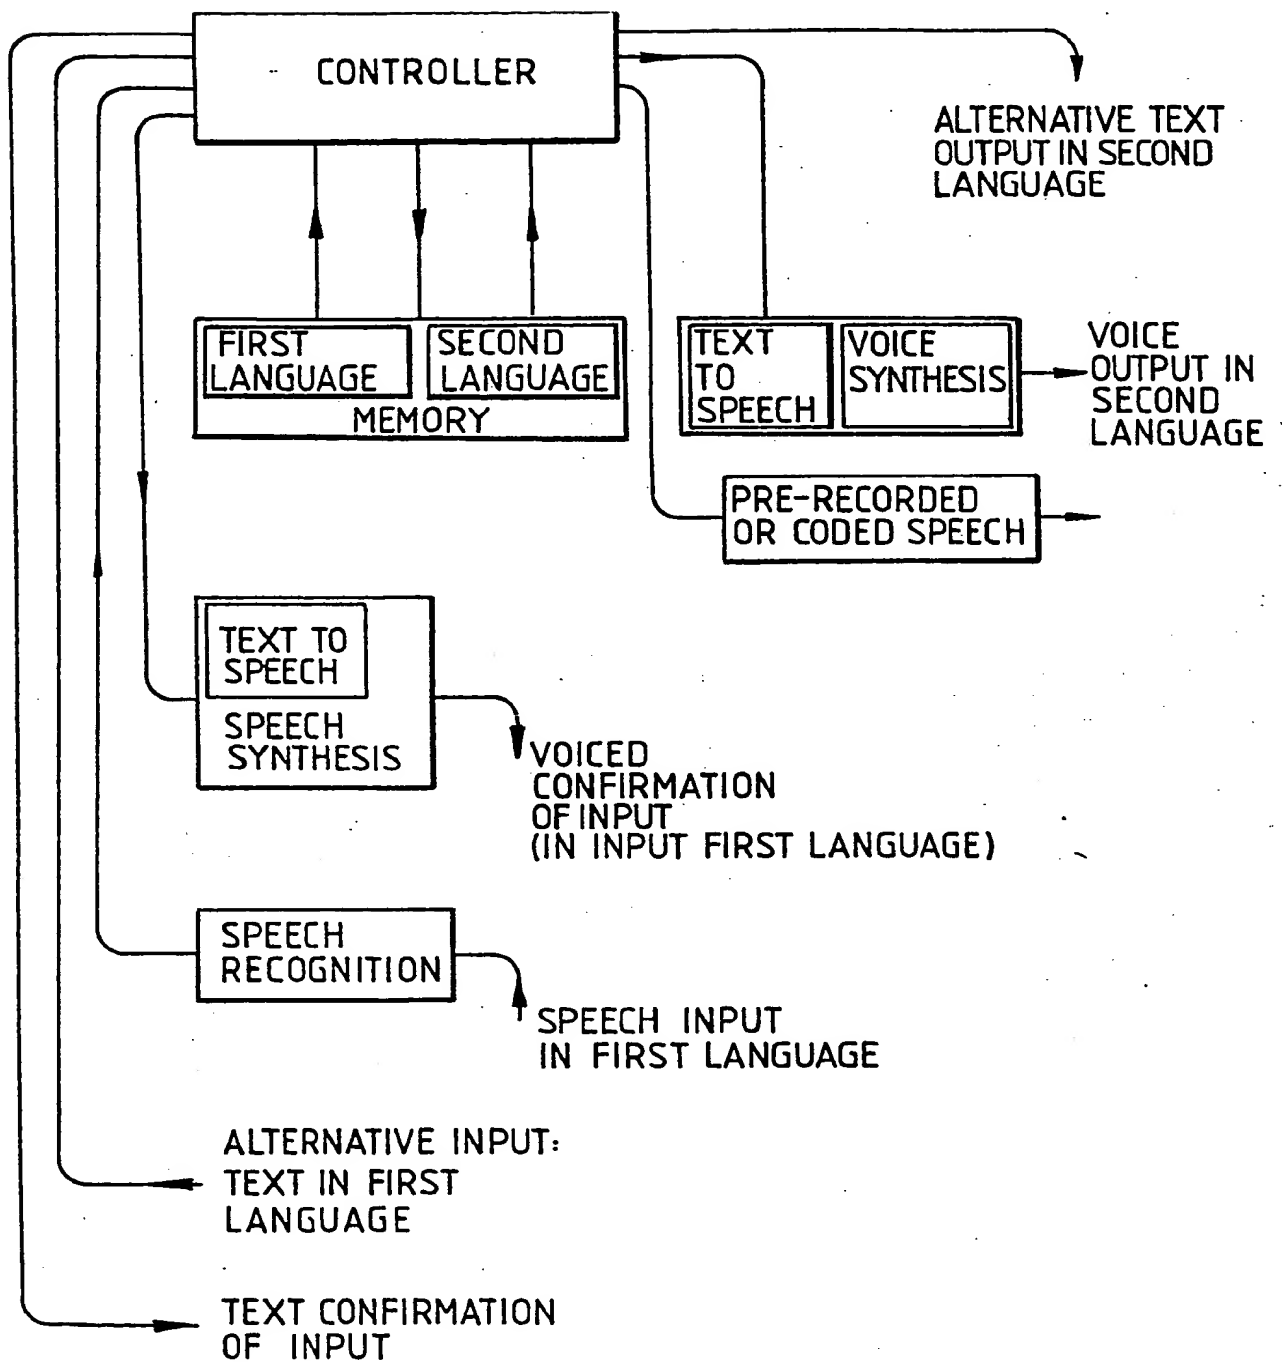 CONTROLLER
ALTERNATIVE TEXT
OUTPUT IN SECOND
LANGUAGE
FIRST
LANGUAGE
SECOND
LANGUAGE
MEMORY
TEXT
TO
SPEECH
VOICE
SYNTHESIS
VOICE
OUTPUT IN
SECOND
LANGUAGE
PRE-RECORDED
OR CODED SPEECH
TEXT TO
SPEECH
SPEECH
SYNTHESIS
VOICED
CONFIRMATION
OF INPUT
(IN INPUT FIRST LANGUAGE)
SPEECH
RECOGNITION
SPEECH INPUT
IN FIRST LANGUAGE
ALTERNATIVE INPUT:
TEXT IN FIRST
LANGUAGE
TEXT CONFIRMATION
OF INPUT